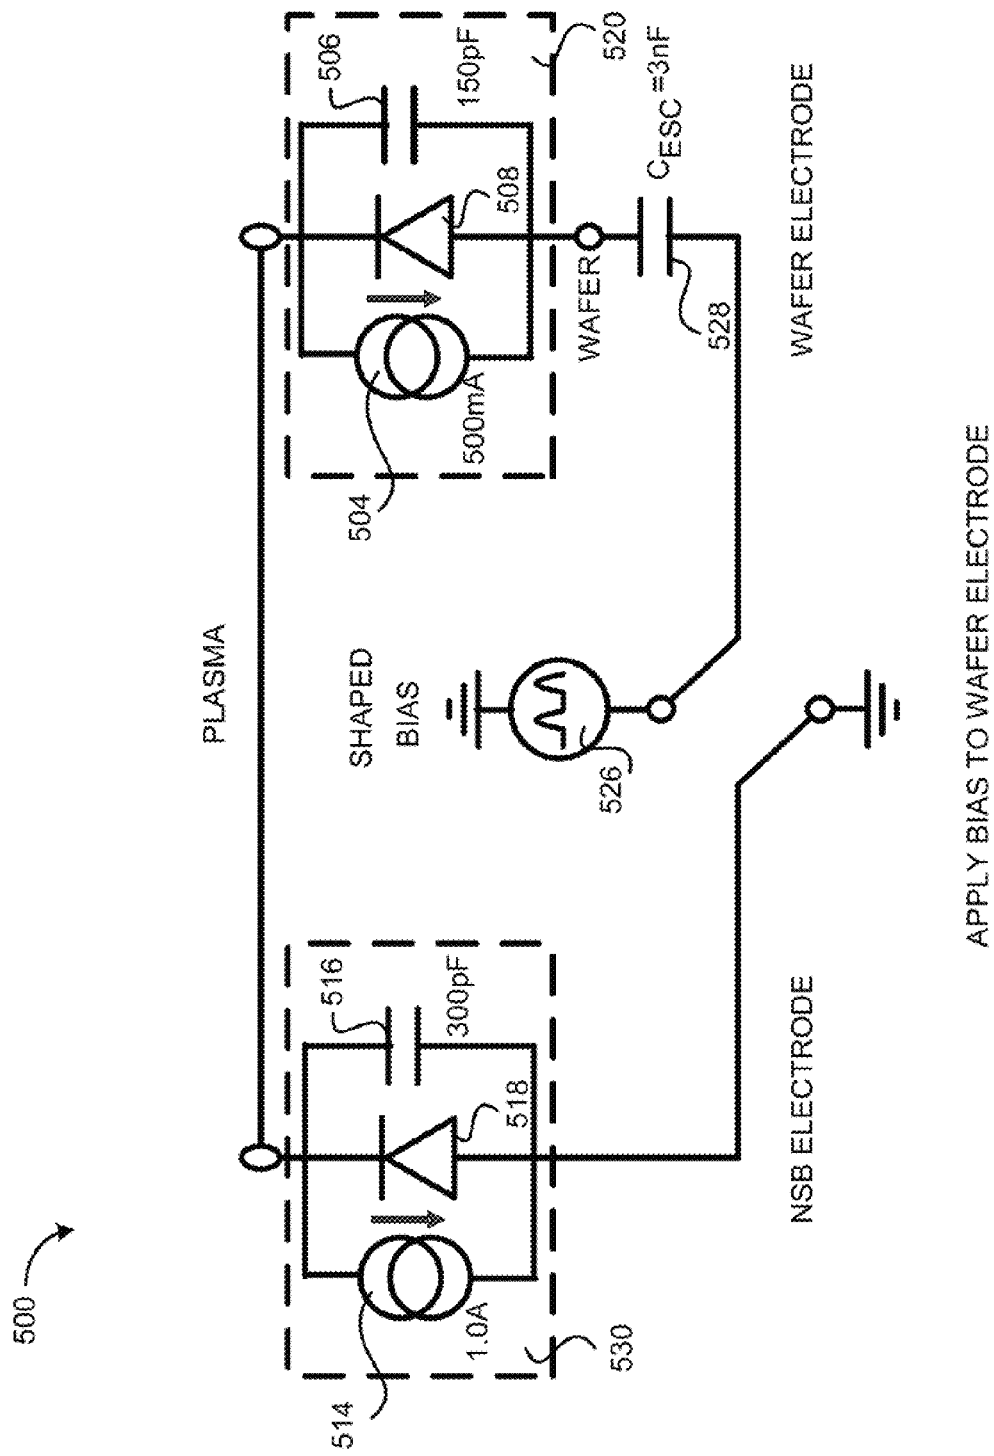 500
PLASMA
514
516
300pF
518
1.0A
530
NSB ELECTRODE
SHAPED
BIAS
526
504
506
150pF
508
500mA
520
WAFER
C_ESC=3nF
528
WAFER ELECTRODE
APPLY BIAS TO WAFER ELECTRODE